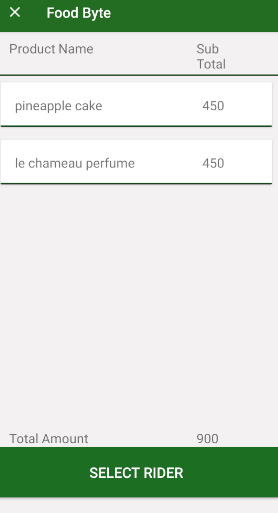 × Food Byte
Product Name Sub
Total
pineapple cake 450
le chameau perfume 450
Total Amount 900
SELECT RIDER